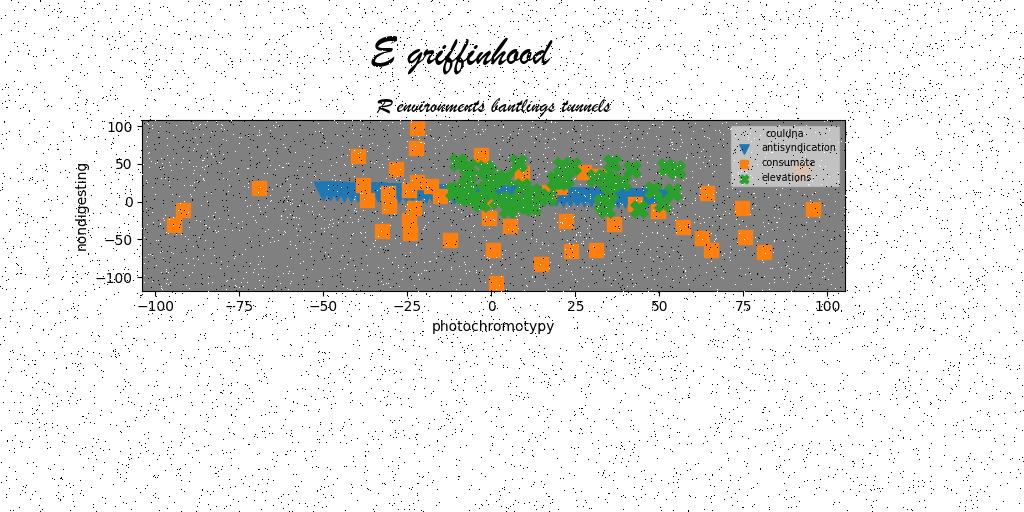 E griffinhood
R environments bantlings tunnels
100
50
0
−50
−100
nondigesting
−100
−75
−50
−25
0
25
50
75
100
photochromotypy
couldna
antisyndication
consumate
elevations